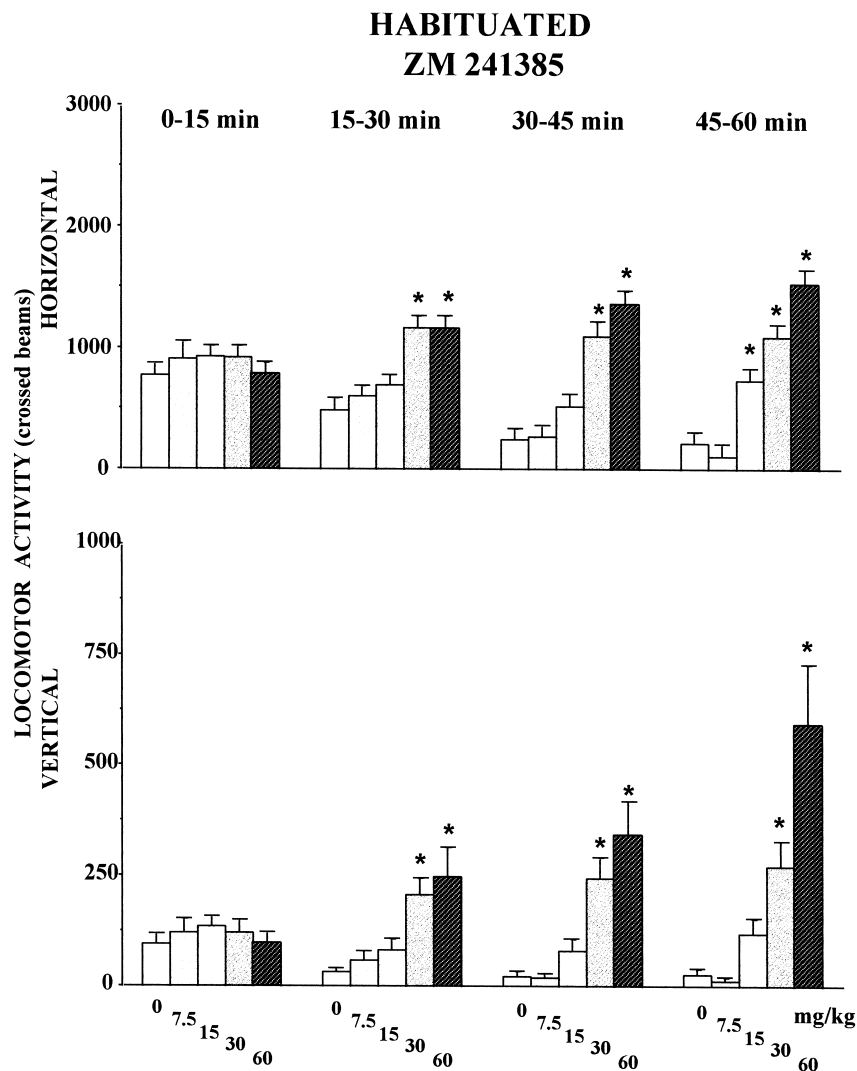 HABITUATED
ZM 241385
3000
0-15 min 15-30 min 30-45 min 45-60 min
2000
* * * * * * *
1000
0
HORIZONTAL
LOCOMOTOR ACTIVITY (crossed beams)
VERTICAL
1000
750
500
250
0
* * * * * *
0 7.5 15 30 60 0 7.5 15 30 60 0 7.5 15 30 60 0 7.5 15 30 60 mg/kg